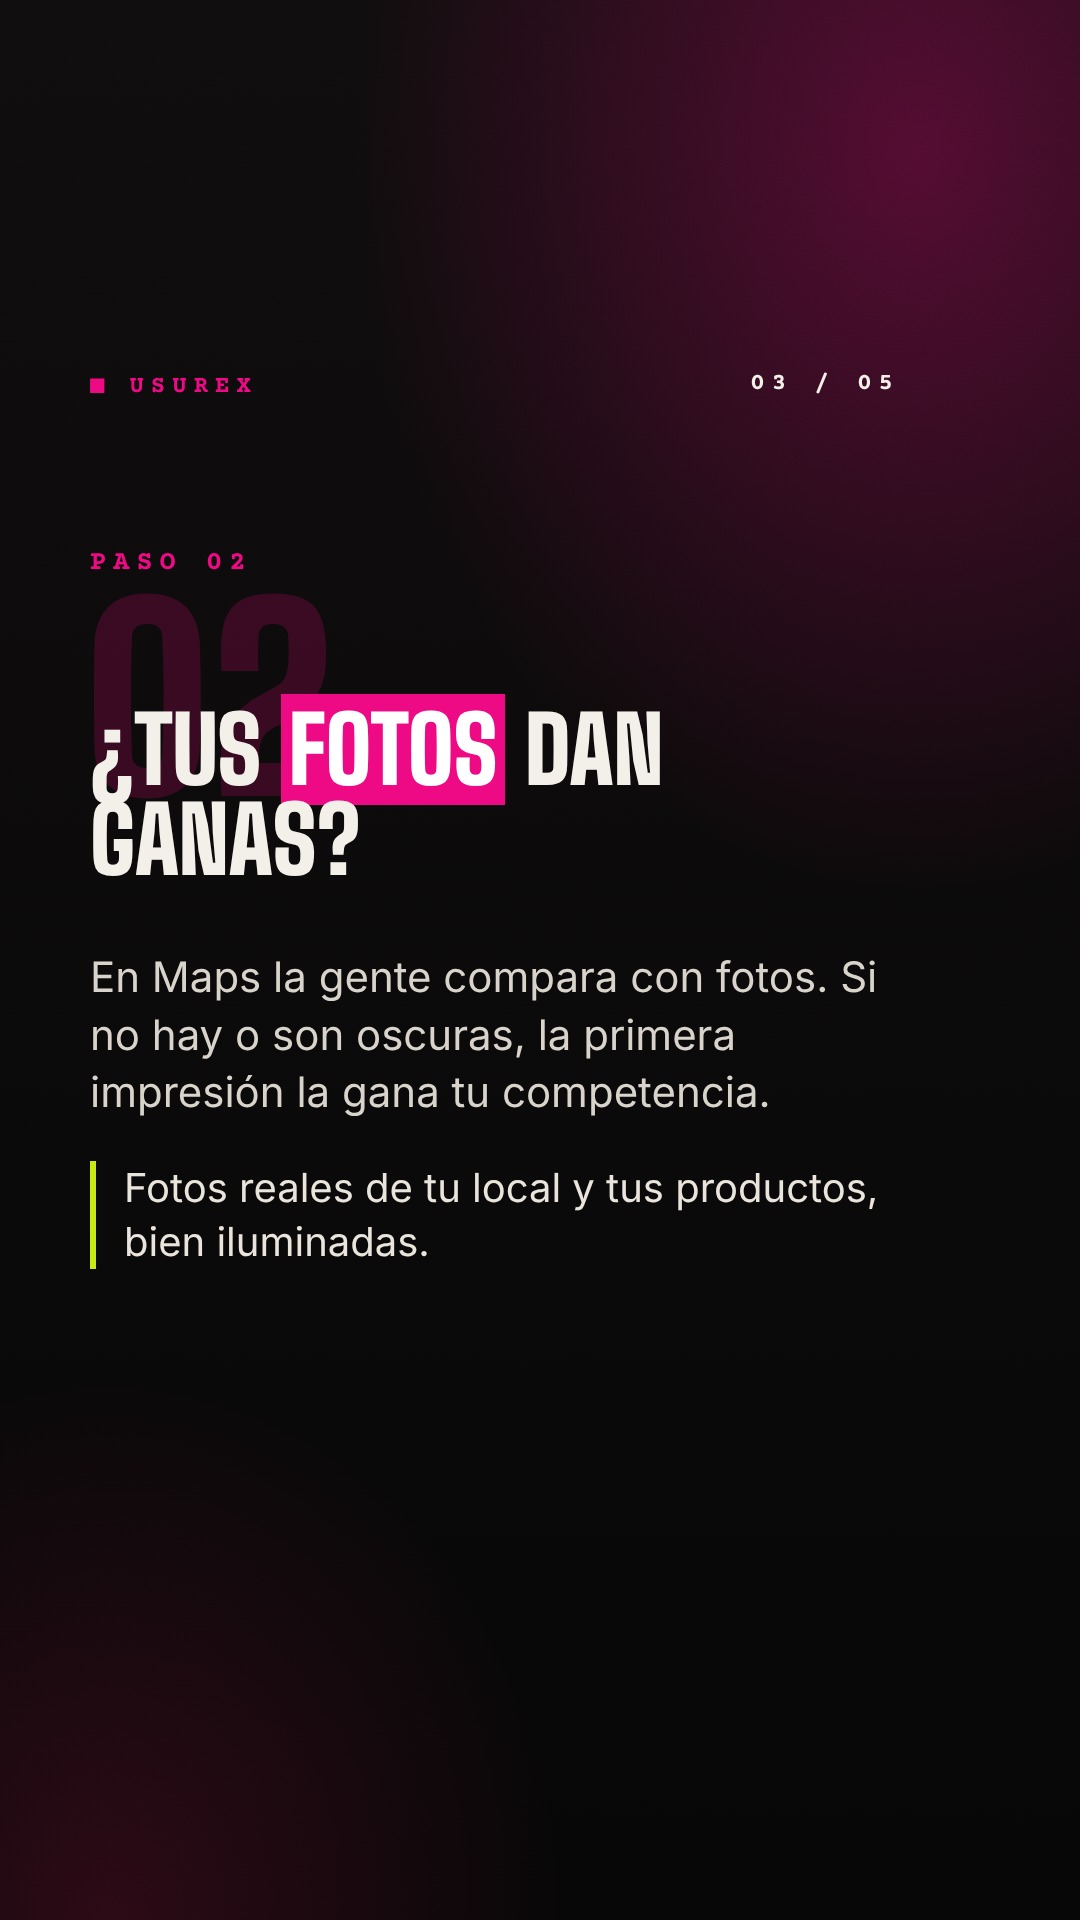 USUREX
03 / 05
PASO 02
02
¿TUS FOTOS DAN
GANAS?
En Maps la gente compara con fotos. Si
no hay o son oscuras, la primera
impresión la gana tu competencia.
Fotos reales de tu local y tus productos,
bien iluminadas.